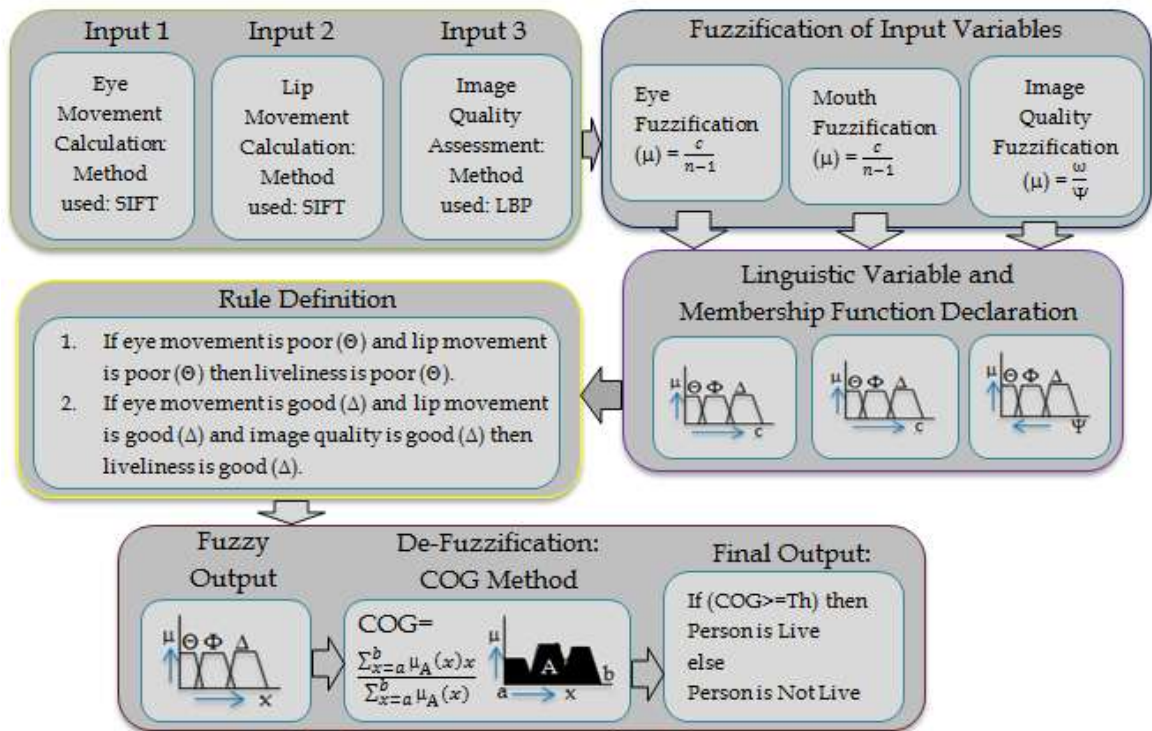 Input 1
Input 2
Input 3
Eye
Movement
Calculation:
Method
used: SIFT
Lip
Movement
Calculation:
Method
used: SIFT
Image
Quality
Assessment:
Method
used: LBP
Fuzzification of Input Variables
Eye
Fuzzification
(μ) = c/(n-1)
Mouth
Fuzzification
(μ) = c/(n-1)
Image
Quality
Fuzzification
(μ) = ω/Ψ
Linguistic Variable and
Membership Function Declaration
μ Θ Φ Δ
c
μ Θ Φ Δ
c
μ Θ Φ Δ
Ψ
Rule Definition
1. If eye movement is poor (Θ) and lip movement
is poor (Θ) then liveliness is poor (Θ).
2. If eye movement is good (Δ) and lip movement
is good (Δ) and image quality is good (Δ) then
liveliness is good (Δ).
Fuzzy
Output
μ Θ Φ Δ
x
De-Fuzzification:
COG Method
COG=
∑_{x=a}^{b} μ_A(x)x
∑_{x=a}^{b} μ_A(x)
μ
A
a x b
Final Output:
If (COG>=Th) then
Person is Live
else
Person is Not Live